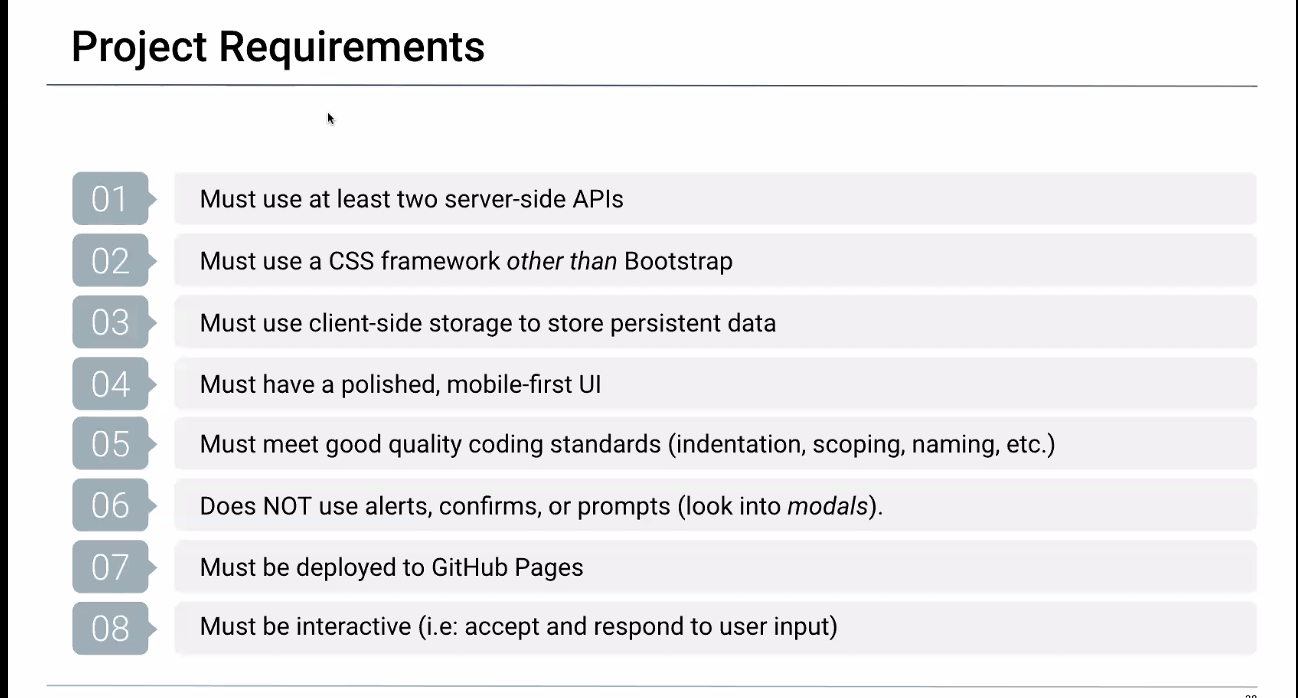 Project Requirements
01 Must use at least two server-side APIs
02 Must use a CSS framework other than Bootstrap
03 Must use client-side storage to store persistent data
04 Must have a polished, mobile-first UI
05 Must meet good quality coding standards (indentation, scoping, naming, etc.)
06 Does NOT use alerts, confirms, or prompts (look into modals).
07 Must be deployed to GitHub Pages
08 Must be interactive (i.e: accept and respond to user input)